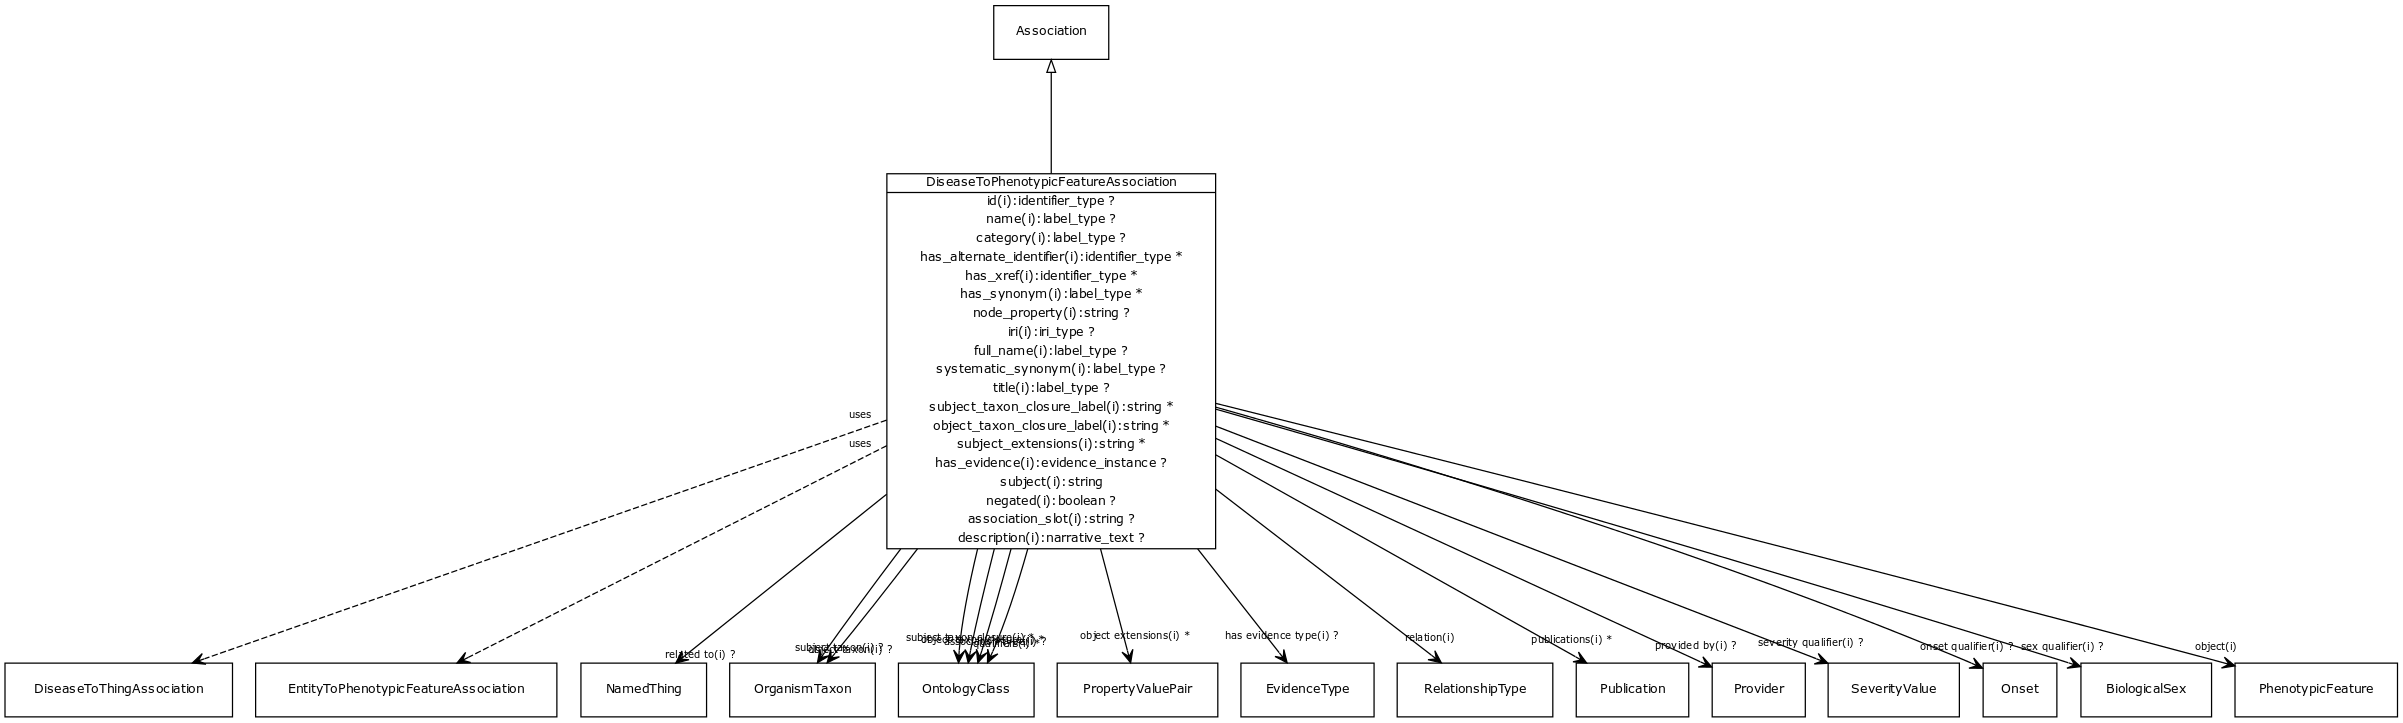 Association
DiseaseToPhenotypicFeatureAssociation
id(i):identifier_type ?
name(i):label_type ?
category(i):label_type ?
has_alternate_identifier(i):identifier_type *
has_xref(i):identifier_type *
has_synonym(i):label_type *
node_property(i):string ?
iri(i):iri_type ?
full_name(i):label_type ?
systematic_synonym(i):label_type ?
title(i):label_type ?
subject_taxon_closure_label(i):string *
object_taxon_closure_label(i):string *
subject_extensions(i):string *
has_evidence(i):evidence_instance ?
subject(i):string
negated(i):boolean ?
association_slot(i):string ?
description(i):narrative_text ?
uses
uses
related to(i) ?
subject taxon(i) ?
object taxon(i) ?
subject taxon closure(i) *
object extensions(i) *
has evidence type(i) ?
relation(i)
publications(i) *
provided by(i) ?
severity qualifier(i) ?
onset qualifier(i) ?
sex qualifier(i) ?
object(i)
DiseaseToThingAssociation
EntityToPhenotypicFeatureAssociation
NamedThing
OrganismTaxon
OntologyClass
PropertyValuePair
EvidenceType
RelationshipType
Publication
Provider
SeverityValue
Onset
BiologicalSex
PhenotypicFeature